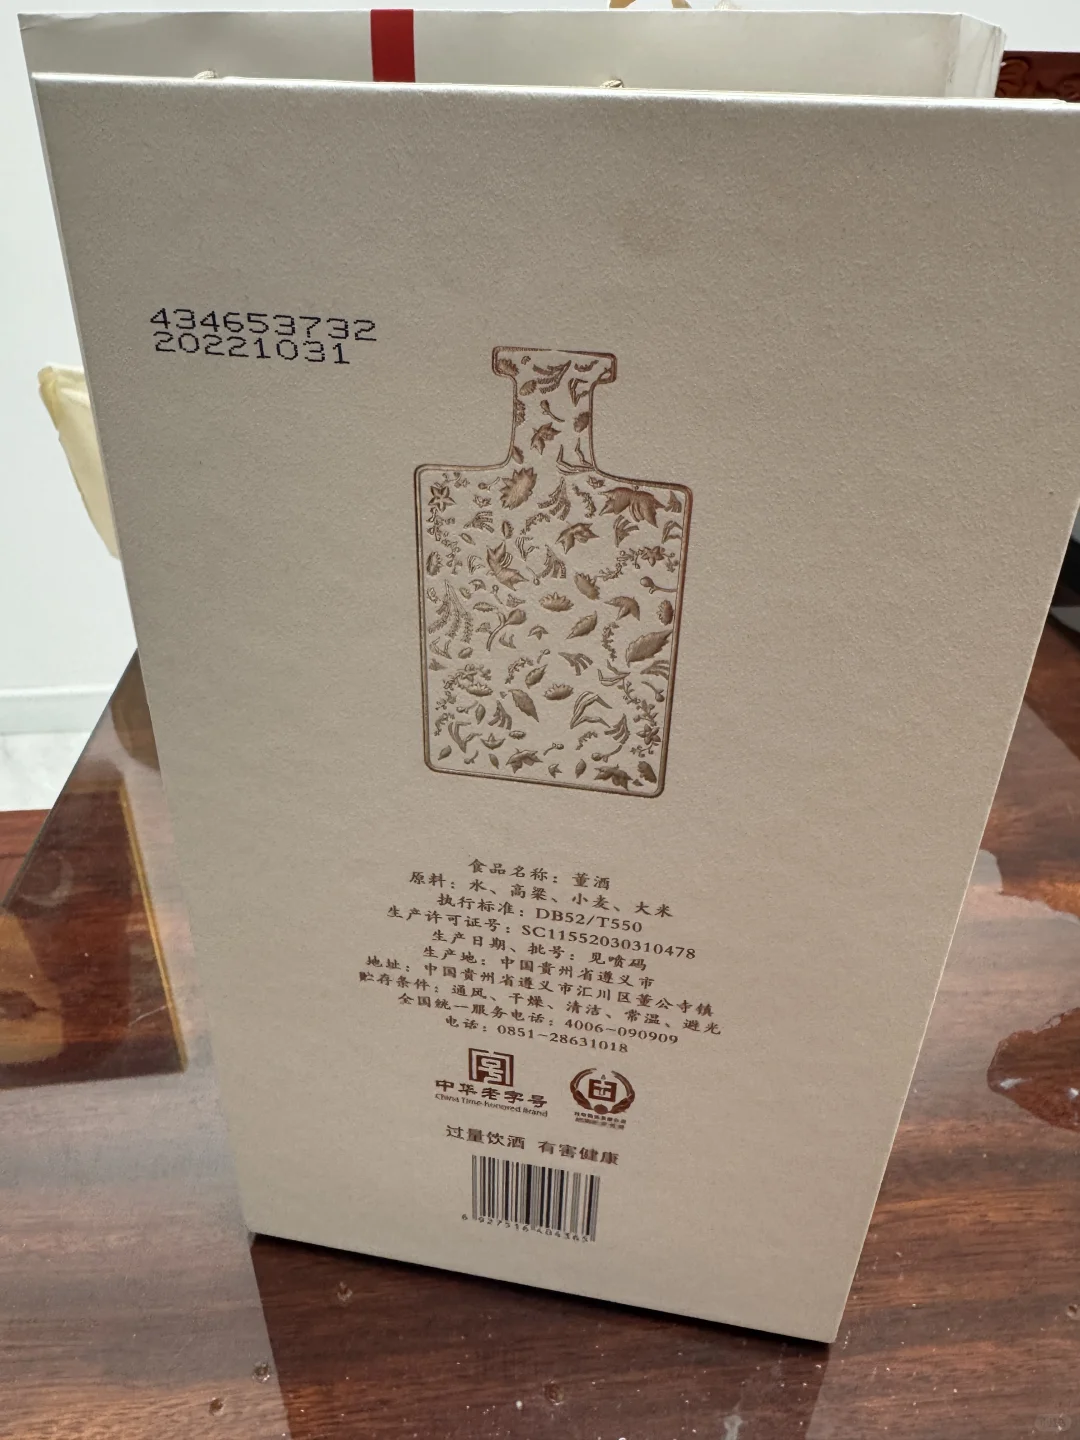 434653732
20221031
食品名称：董酒
原料：水、高粱、小麦、大米
执行标准：DB52/T550
生产许可证号：SC11552030310478
生产日期、批号：见喷码
生产地：中国贵州省遵义市
地址：中国贵州省遵义市汇川区董公寺镇
贮存条件：通风、干燥、清洁、常温、避光
全国统一服务电话：4006-090909
电话：0851-28631018
中华老字号
China Time-honored Brand
过量饮酒 有害健康
6 927516 484365